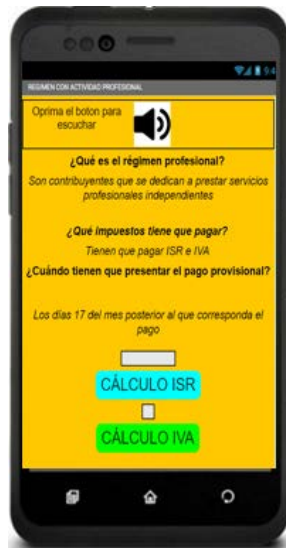 REGIMEN CON ACTIVIDAD PROFESIONAL
Oprima el boton para
escuchar
¿Qué es el régimen profesional?
Son contribuyentes que se dedican a prestar servicios
profesionales independientes
¿Qué impuestos tiene que pagar?
Tienen que pagar ISR e IVA
¿Cuándo tienen que presentar el pago provisional?
Los días 17 del mes posterior al que corresponda el
pago
CÁLCULO ISR
CÁLCULO IVA